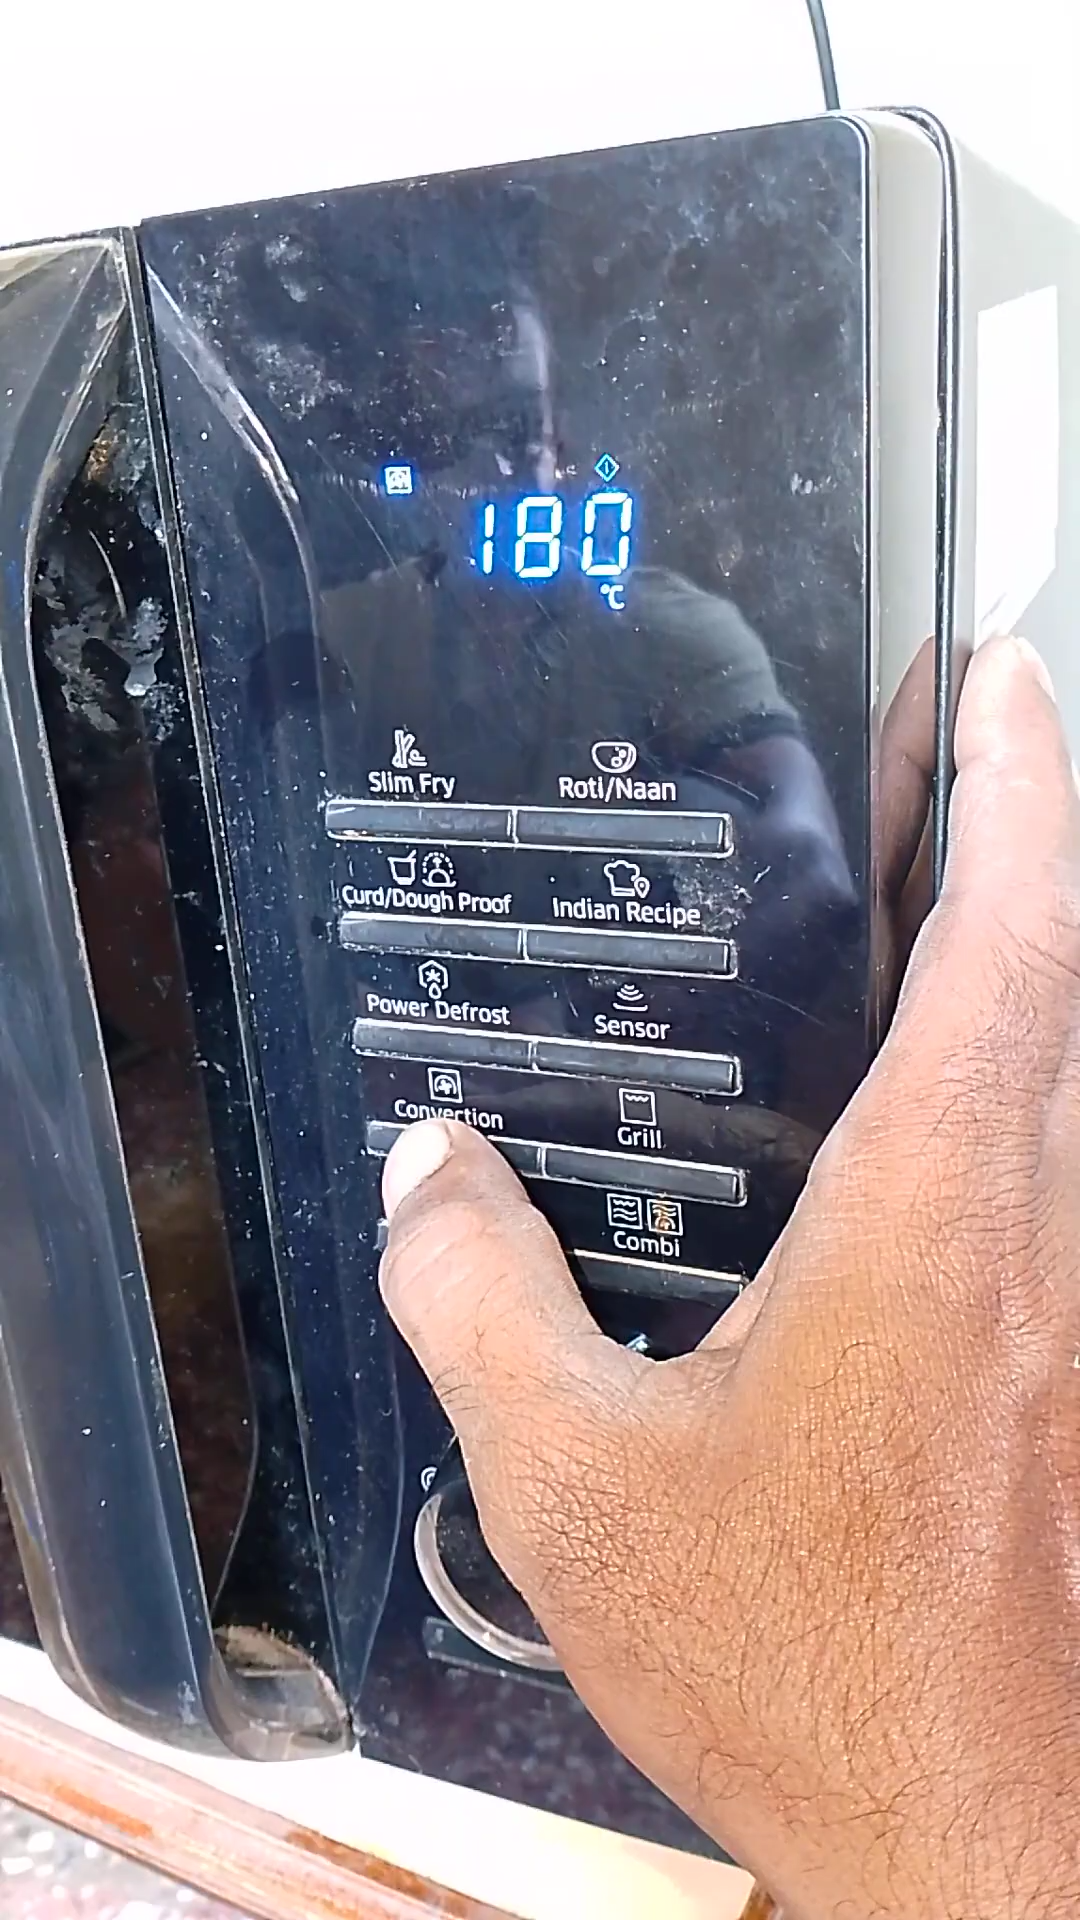 180
°C
Slim Fry
Roti/Naan
Curd/Dough Proof
Indian Recipe
Power Defrost
Sensor
Convection
Grill
Combi